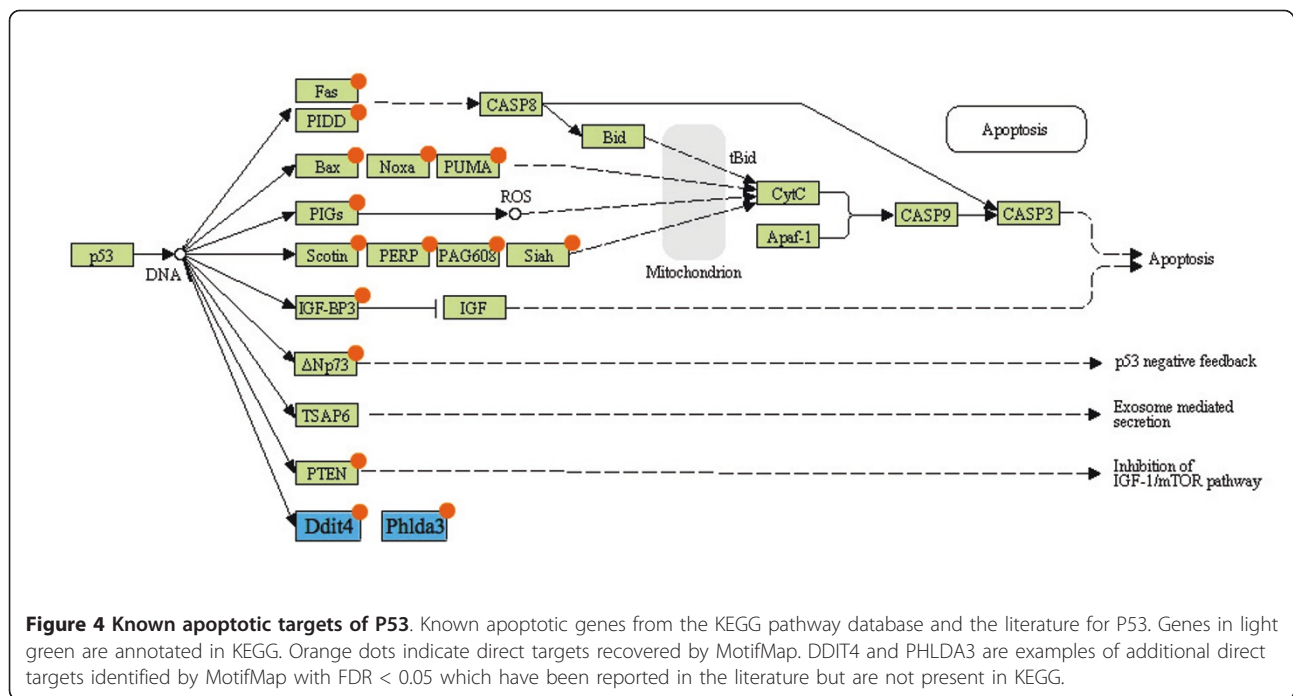 Fas
PIDD
CASP8
Bid
Apoptosis
Bax
Noxa
PUMA
tBid
ROS
PIGs
CytC
CASP9
CASP3
p53
DNA
Scotin
PERP
PAG608
Siah
Apaf-1
Mitochondrion
Apoptosis
IGF-BP3
IGF
ΔNp73
p53 negative feedback
TSAP6
Exosome mediated
secretion
PTEN
Inhibition of
IGF-1/mTOR pathway
Ddit4
Phlda3
Figure 4 Known apoptotic targets of P53. Known apoptotic genes from the KEGG pathway database and the literature for P53. Genes in light
green are annotated in KEGG. Orange dots indicate direct targets recovered by MotifMap. DDIT4 and PHLDA3 are examples of additional direct
targets identified by MotifMap with FDR < 0.05 which have been reported in the literature but are not present in KEGG.